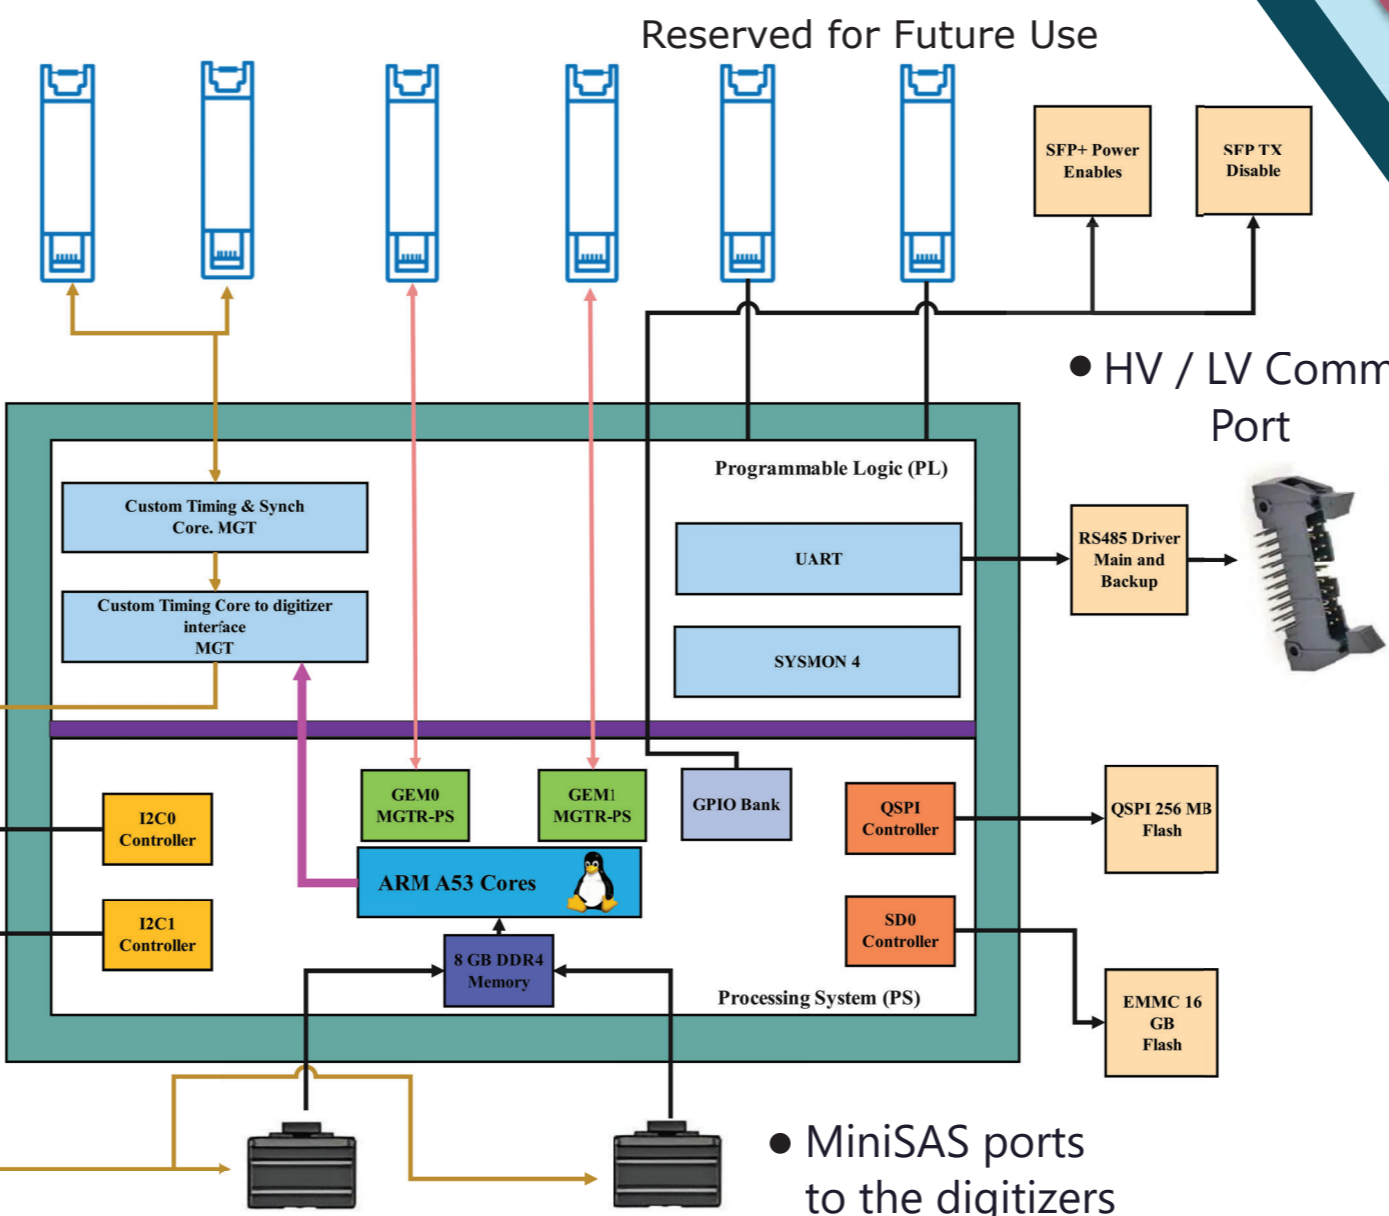 Reserved for Future Use
SFP+ Power
Enables
SFP TX
Disable
● HV / LV Comm
Port
Programmable Logic (PL)
Custom Timing & Synch
Core. MGT
UART
RS485 Driver
Main and
Backup
Custom Timing Core to digitizer
interface
MGT
SYSMON 4
GEM0
MGTR-PS
GEM1
MGTR-PS
GPIO Bank
I2C0
Controller
QSPI
Controller
QSPI 256 MB
Flash
ARM A53 Cores
I2C1
Controller
SD0
Controller
8 GB DDR4
Memory
Processing System (PS)
EMMC 16
GB
Flash
● MiniSAS ports
to the digitizers